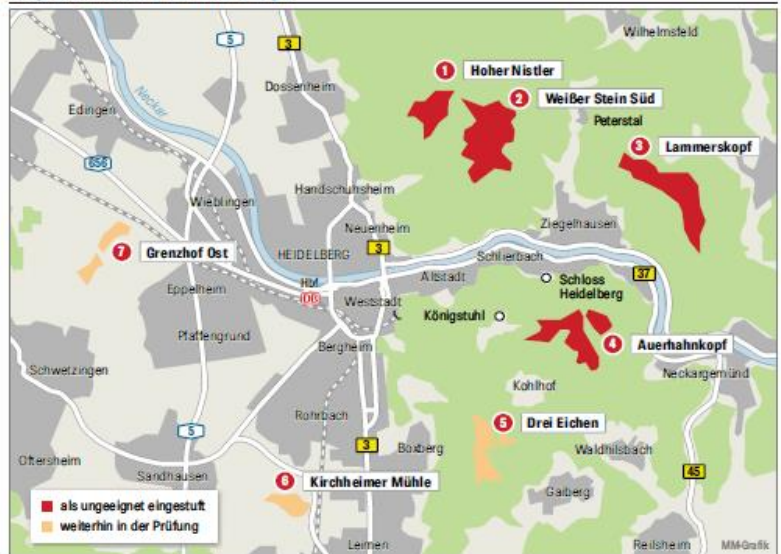 Wilhelmsfeld
5
3
1 Hoher Nistler
Dossenheim
2 Weißer Stein Süd
Neckar
Edingen
Peterstal
3 Lammerskopf
656
Handschuhsheim
Wieblingen
Ziegelhausen
Neuenheim
7 Grenzhof Ost
HEIDELBERG
3
Schlierbach
Altstadt
37
Eppelheim
Hbf
DB
Schloss
Heidelberg
Weststadt
Königstuhl
Pfaffengrund
Bergheim
4 Auerhahnkopf
Schwetzingen
Neckargemünd
Kohlhof
Rohrbach
5 Drei Eichen
5
3
Boxberg
Waldhilsbach
Oftersheim
Sandhausen
6 Kirchheimer Mühle
45
Gaiberg
als ungeeignet eingestuft
weiterhin in der Prüfung
Leimen
Reilsheim
MM-Grafik